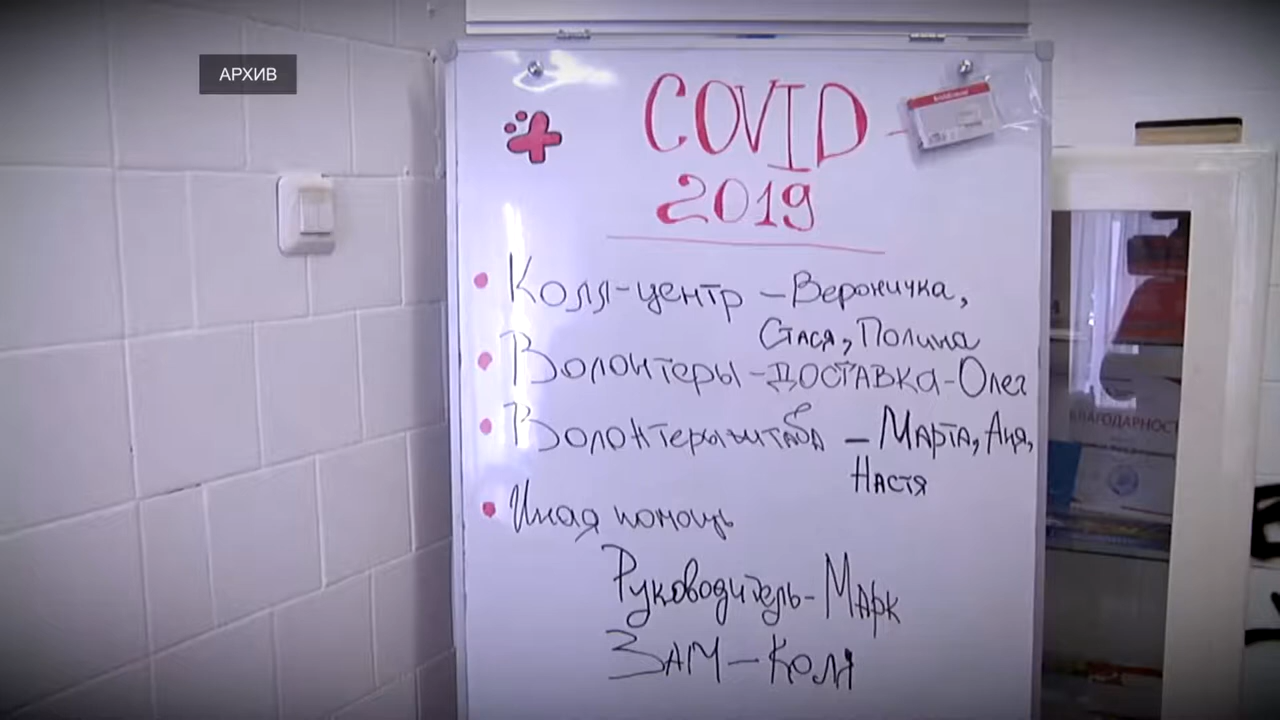 АРХИВ
COVID
2019
Колл-центр – Вероничка,
Стася, Полина
Волонтеры – ДОСТАВКА – Олег
Волонтеры штаба – Марта, Аня,
Настя
Иная помощь
Руководитель – Марк
ЗАМ – Коля
БЛАГОДАРНОСТ